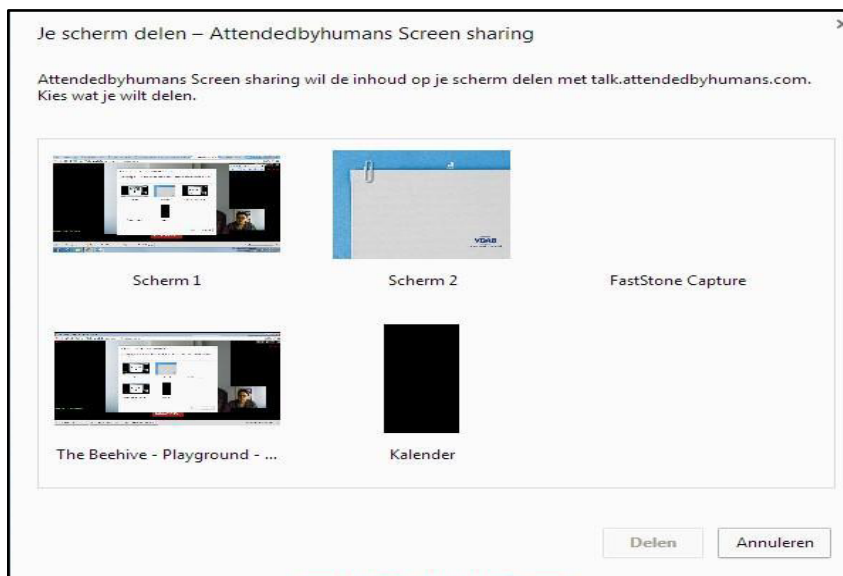 Je scherm delen – Attendedbyhumans Screen sharing
Attendedbyhumans Screen sharing wil de inhoud op je scherm delen met talk.attendedbyhumans.com.
Kies wat je wilt delen.
VDAB
Scherm 1
Scherm 2
FastStone Capture
The Beehive - Playground - ...
Kalender
Delen
Annuleren